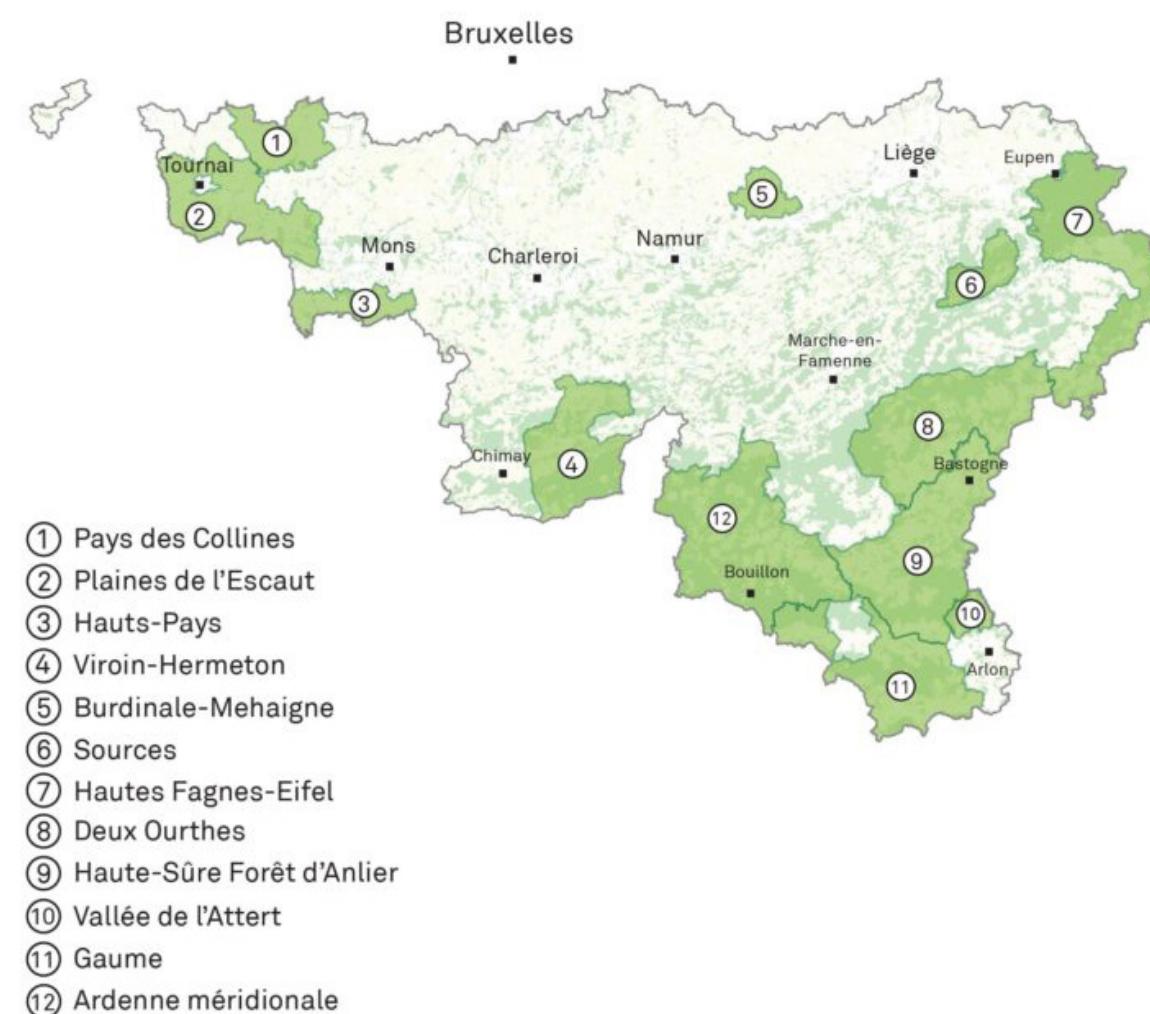 Bruxelles
1
Tournai
2
Mons
3
Charleroi
Namur
5
Liège
Eupen
7
6
Marche-en-
Famenne
8
Bastogne
Chimay
4
12
Bouillon
9
10
Arlon
11
1 Pays des Collines
2 Plaines de l'Escaut
3 Hauts-Pays
4 Viroin-Hermeton
5 Burdinale-Mehaigne
6 Sources
7 Hautes Fagnes-Eifel
8 Deux Ourthes
9 Haute-Sûre Forêt d'Anlier
10 Vallée de l'Attert
11 Gaume
12 Ardenne méridionale